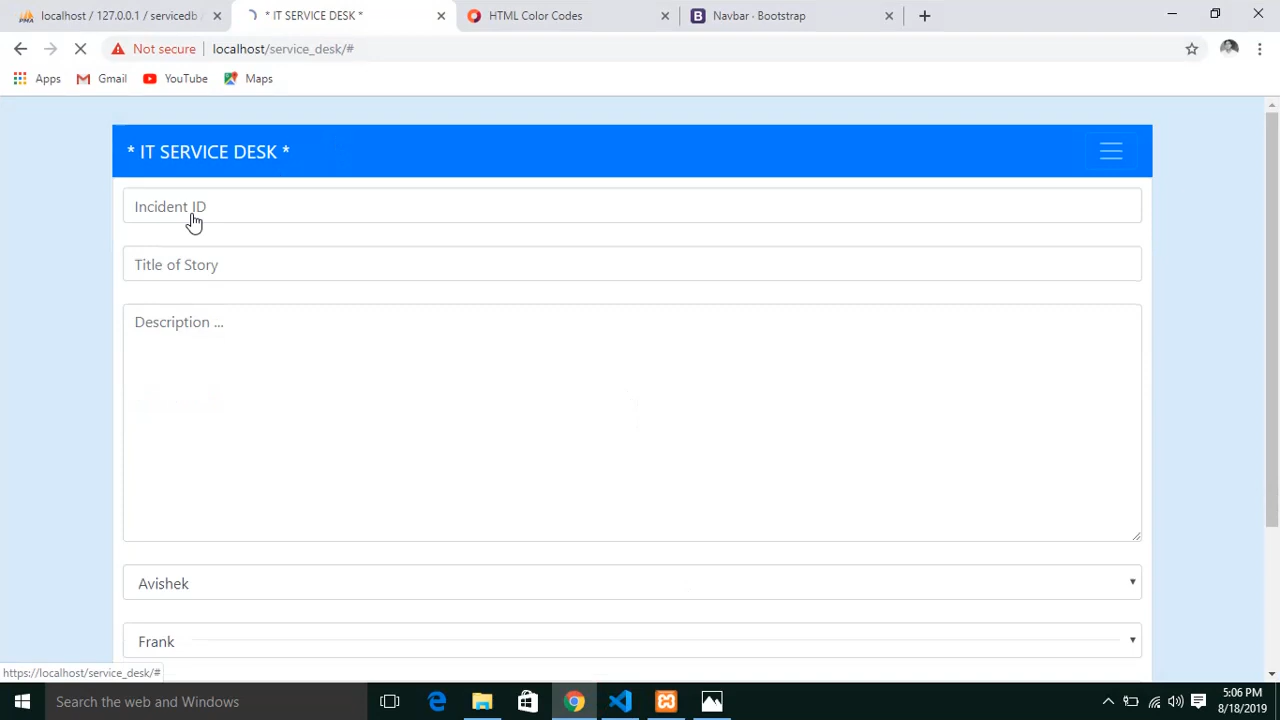 localhost / 127.0.0.1 / servicedb
* IT SERVICE DESK *
HTML Color Codes
Navbar · Bootstrap
Not secure
localhost/service_desk/#
Apps
Gmail
YouTube
Maps
* IT SERVICE DESK *
Incident ID
Title of Story
Description ...
Avishek
Frank
https://localhost/service_desk/#
Search the web and Windows
5:06 PM
8/18/2019